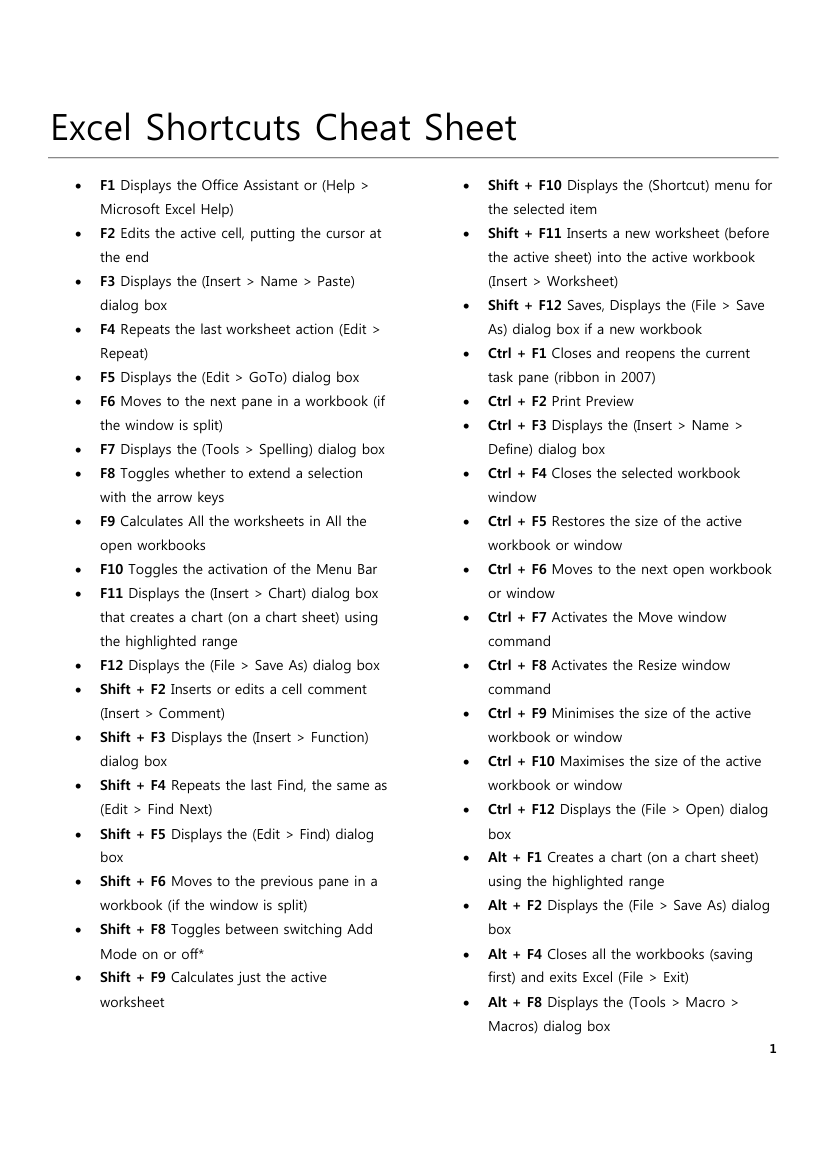 Excel Shortcuts Cheat Sheet
• F1 Displays the Office Assistant or (Help >
Microsoft Excel Help)
• F2 Edits the active cell, putting the cursor at
the end
• F3 Displays the (Insert > Name > Paste)
dialog box
• F4 Repeats the last worksheet action (Edit >
Repeat)
• F5 Displays the (Edit > GoTo) dialog box
• F6 Moves to the next pane in a workbook (if
the window is split)
• F7 Displays the (Tools > Spelling) dialog box
• F8 Toggles whether to extend a selection
with the arrow keys
• F9 Calculates All the worksheets in All the
open workbooks
• F10 Toggles the activation of the Menu Bar
• F11 Displays the (Insert > Chart) dialog box
that creates a chart (on a chart sheet) using
the highlighted range
• F12 Displays the (File > Save As) dialog box
• Shift + F2 Inserts or edits a cell comment
(Insert > Comment)
• Shift + F3 Displays the (Insert > Function)
dialog box
• Shift + F4 Repeats the last Find, the same as
(Edit > Find Next)
• Shift + F5 Displays the (Edit > Find) dialog
box
• Shift + F6 Moves to the previous pane in a
workbook (if the window is split)
• Shift + F8 Toggles between switching Add
Mode on or off*
• Shift + F9 Calculates just the active
worksheet
• Shift + F10 Displays the (Shortcut) menu for
the selected item
• Shift + F11 Inserts a new worksheet (before
the active sheet) into the active workbook
(Insert > Worksheet)
• Shift + F12 Saves, Displays the (File > Save
As) dialog box if a new workbook
• Ctrl + F1 Closes and reopens the current
task pane (ribbon in 2007)
• Ctrl + F2 Print Preview
• Ctrl + F3 Displays the (Insert > Name >
Define) dialog box
• Ctrl + F4 Closes the selected workbook
window
• Ctrl + F5 Restores the size of the active
workbook or window
• Ctrl + F6 Moves to the next open workbook
or window
• Ctrl + F7 Activates the Move window
command
• Ctrl + F8 Activates the Resize window
command
• Ctrl + F9 Minimises the size of the active
workbook or window
• Ctrl + F10 Maximises the size of the active
workbook or window
• Ctrl + F12 Displays the (File > Open) dialog
box
• Alt + F1 Creates a chart (on a chart sheet)
using the highlighted range
• Alt + F2 Displays the (File > Save As) dialog
box
• Alt + F4 Closes all the workbooks (saving
first) and exits Excel (File > Exit)
• Alt + F8 Displays the (Tools > Macro >
Macros) dialog box
1